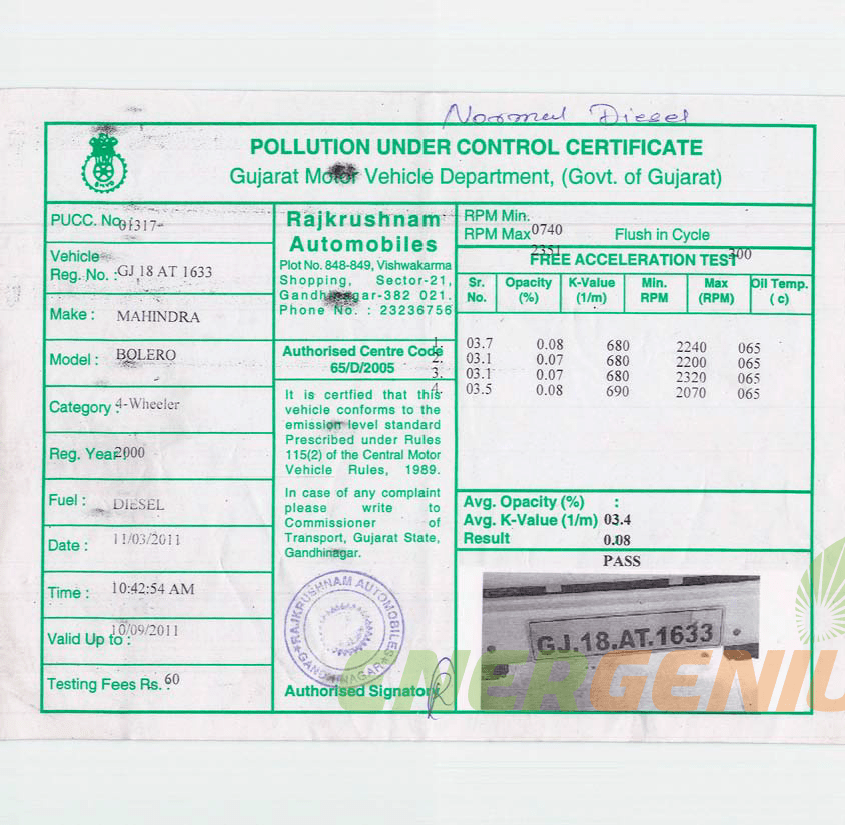 Normal Diesel
POLLUTION UNDER CONTROL CERTIFICATE
Gujarat Motor Vehicle Department, (Govt. of Gujarat)
PUCC. No. 01317
Vehicle
Reg. No. : GJ 18 AT 1633
Make : MAHINDRA
Model : BOLERO
Category : 4-Wheeler
Reg. Year 2000
Fuel : DIESEL
Date : 11/03/2011
Time : 10:42:54 AM
Valid Up to : 10/09/2011
Testing Fees Rs. : 60
Rajkrushnam
Automobiles
Plot No. 848-849, Vishwakarma
Shopping, Sector-21,
Gandhinagar-382 021.
Phone No. : 23236756
Authorised Centre Code
65/D/2005
It is certfied that this
vehicle conforms to the
emission level standard
Prescribed under Rules
115(2) of the Central Motor
Vehicle Rules, 1989.
In case of any complaint
please write to
Commissioner of
Transport, Gujarat State,
Gandhinagar.
RAJKRUSHNAM AUTOMOBILES
GANDHINAGAR
Authorised Signatory
RPM Min.
RPM Max 0740 Flush in Cycle
2351 300
FREE ACCELERATION TEST
Sr. No. Opacity (%) K-Value (1/m) Min. RPM Max (RPM) Oil Temp. ( c)
1. 03.7 0.08 680 2240 065
2. 03.1 0.07 680 2200 065
3. 03.1 0.07 680 2320 065
4. 03.5 0.08 690 2070 065
Avg. Opacity (%) :
Avg. K-Value (1/m) 03.4
Result 0.08
PASS
GJ.18.AT.1633
ENERGENIU